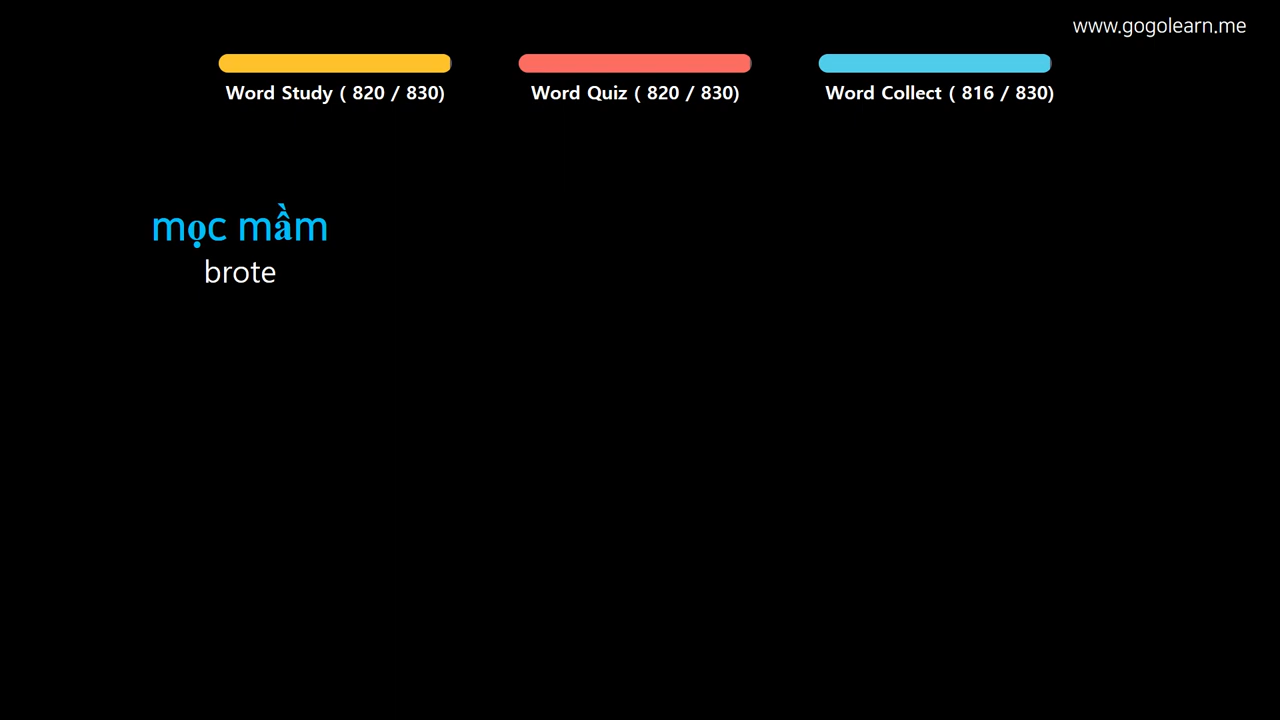 www.gogolearn.me
Word Study ( 820 / 830)
Word Quiz ( 820 / 830)
Word Collect ( 816 / 830)
mọc mầm
brote